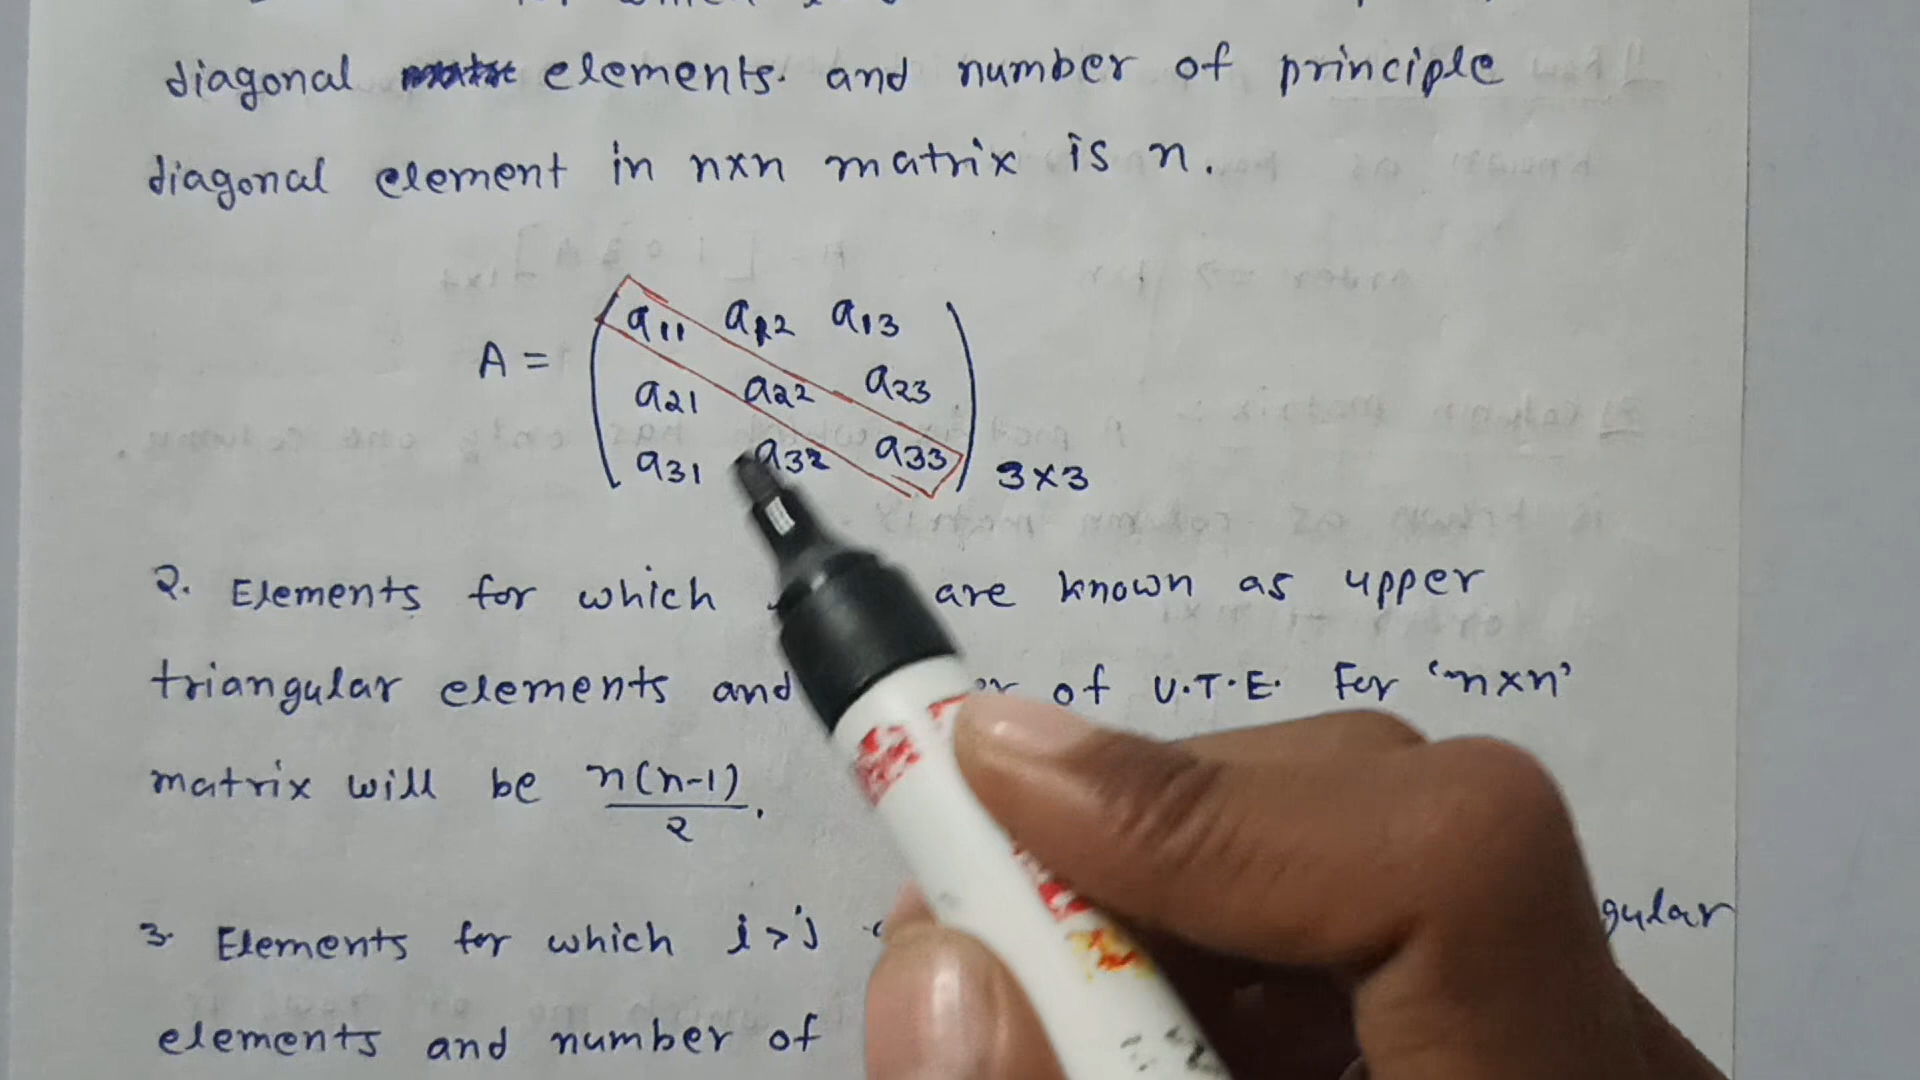 diagonal elements. and number of principle
diagonal element in nxn matrix is n.
A = ( a11 a12 a13
a21 a22 a23
a31 a32 a33 ) 3x3
2. Elements for which are known as upper
triangular elements and of U.T.E. For 'nxn'
matrix will be n(n-1)/2.
3. Elements for which i>j gular
elements and number of